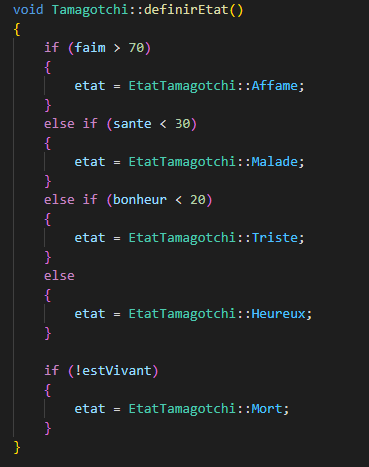 void Tamagotchi::definirEtat()
{
    if (faim > 70)
    {
        etat = EtatTamagotchi::Affame;
    }
    else if (sante < 30)
    {
        etat = EtatTamagotchi::Malade;
    }
    else if (bonheur < 20)
    {
        etat = EtatTamagotchi::Triste;
    }
    else
    {
        etat = EtatTamagotchi::Heureux;
    }

    if (!estVivant)
    {
        etat = EtatTamagotchi::Mort;
    }
}